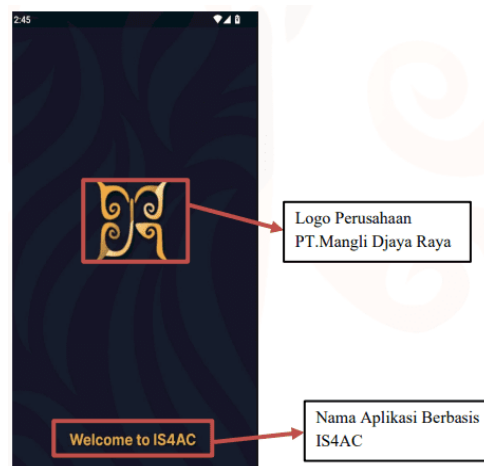 2:45
Logo Perusahaan
PT.Mangli Djaya Raya
Welcome to IS4AC
Nama Aplikasi Berbasis
IS4AC